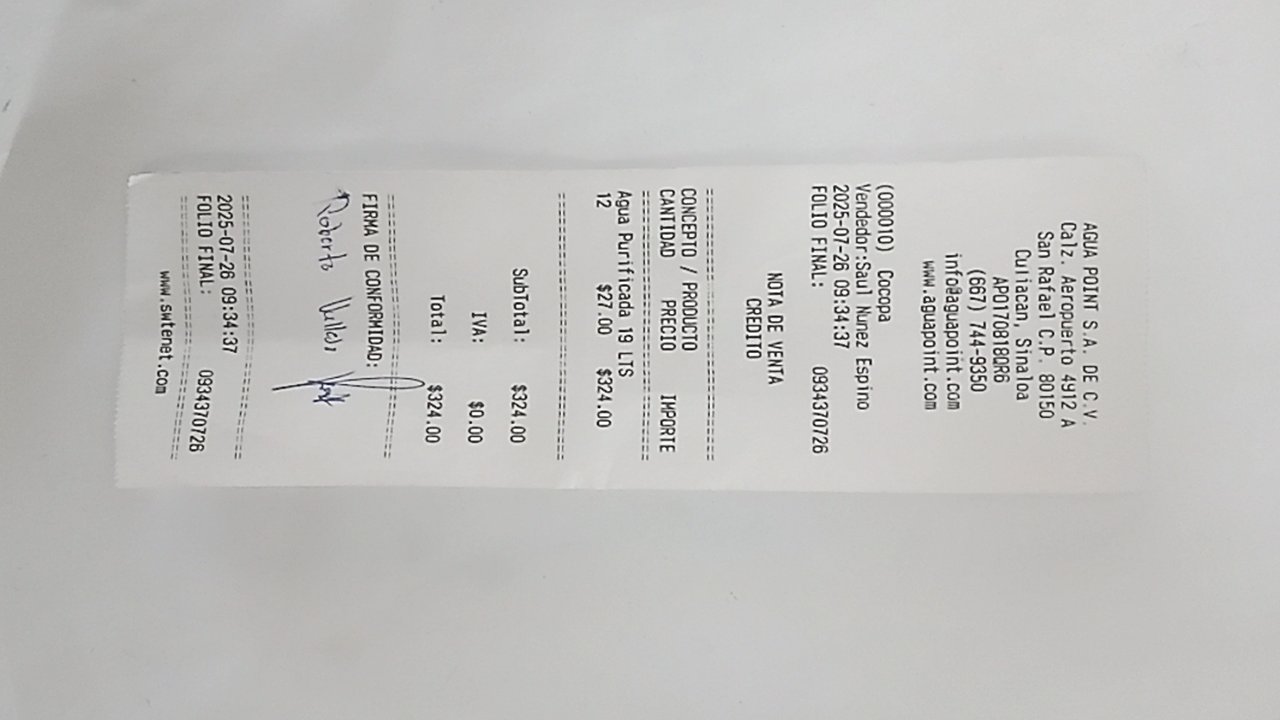 AGUA POINT S.A. DE C.V.
Calz. Aeropuerto 4912 A
San Rafael C.P. 80150
Culiacan, Sinaloa
APO170818QR6
(667) 744-9350
info@aguapoint.com
www.aguapoint.com
(000010) Cocopa
Vendedor:Saul Nunez Espino
2025-07-26 09:34:37
FOLIO FINAL: 0934370726
NOTA DE VENTA
CREDITO
CONCEPTO / PRODUCTO
CANTIDAD PRECIO IMPORTE
Agua Purificada 19 LTS
12 $27.00 $324.00
SubTotal: $324.00
IVA: $0.00
Total: $324.00
FIRMA DE CONFORMIDAD:
Roberto
2025-07-26 09:34:37
FOLIO FINAL: 0934370726
www.swtenet.com